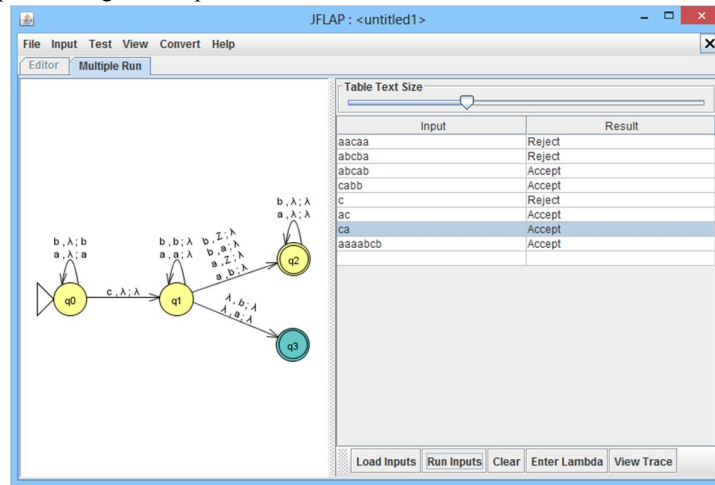 JFLAP : <untitled1>
File Input Test View Convert Help
Editor Multiple Run
Table Text Size
Input Result
aacaa Reject
abcba Reject
abcab Accept
cabb Accept
c Reject
ac Accept
ca Accept
aaaabcb Accept
b , λ ; b
a , λ ; a
q0
c , λ ; λ
b , b ; λ
a , a ; λ
q1
b , Z ; λ
b , a ; λ
a , Z ; λ
a , b ; λ
b , λ ; λ
a , λ ; λ
q2
λ , b ; λ
λ , a ; λ
q3
Load Inputs Run Inputs Clear Enter Lambda View Trace